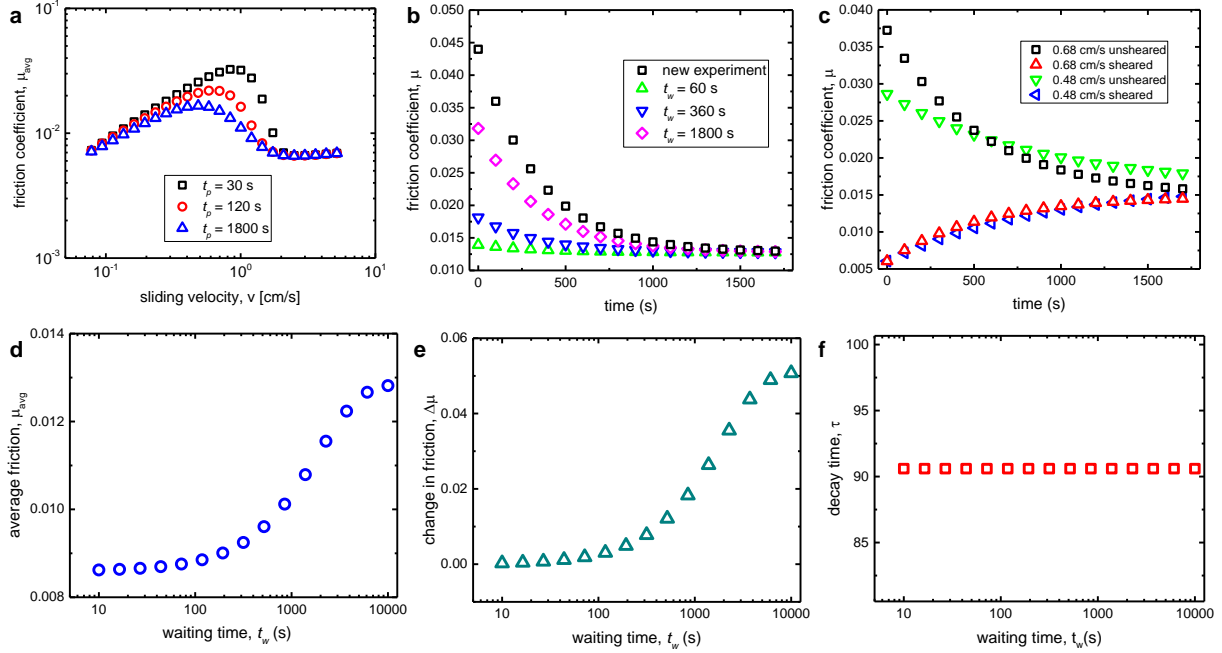 a
friction coefficient, μavg
10-1
10-2
10-3
10-1
100
101
sliding velocity, v [cm/s]
tp = 30 s
tp = 120 s
tp = 1800 s
b
friction coefficient, μ
0.050
0.045
0.040
0.035
0.030
0.025
0.020
0.015
0.010
0
500
1000
1500
time (s)
new experiment
tw = 60 s
tw = 360 s
tw = 1800 s
c
friction coefficient, μ
0.040
0.035
0.030
0.025
0.020
0.015
0.010
0.005
0
500
1000
1500
time (s)
0.68 cm/s unsheared
0.68 cm/s sheared
0.48 cm/s unsheared
0.48 cm/s sheared
d
average friction, μavg
0.014
0.012
0.010
0.008
10
100
1000
10000
waiting time, tw (s)
e
change in friction, Δμ
0.06
0.04
0.02
0.00
10
100
1000
10000
waiting time, tw (s)
f
decay time, τ
100
95
90
85
10
100
1000
10000
waiting time, tw(s)